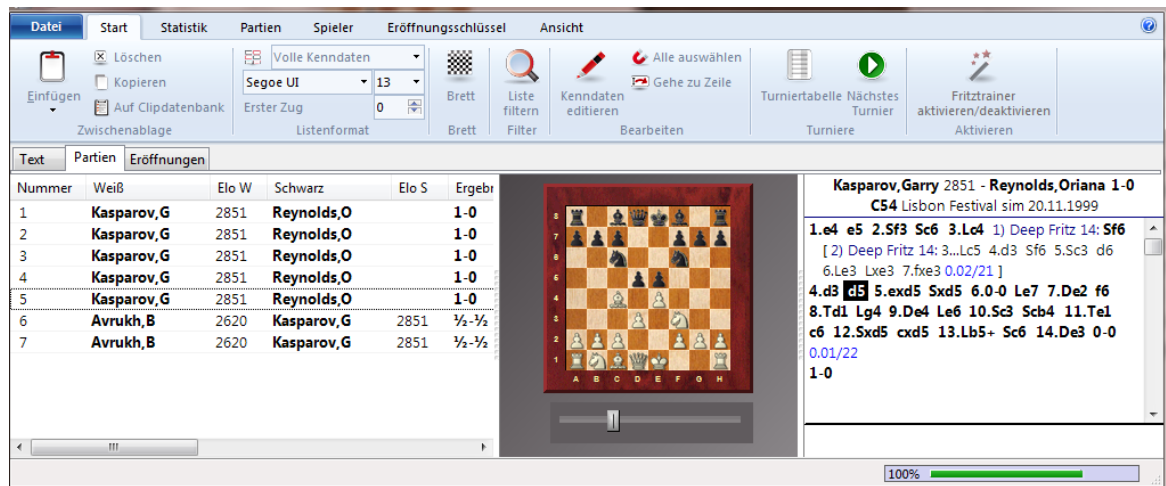 Datei Start Statistik Partien Spieler Eröffnungsschlüssel Ansicht
Einfügen
Löschen
Kopieren
Auf Clipdatenbank
Zwischenablage
Volle Kenndaten
Segoe UI 13
Erster Zug 0
Listenformat
Brett
Brett
Liste filtern
Filter
Kenndaten editieren
Alle auswählen
Gehe zu Zeile
Bearbeiten
Turniertabelle Nächstes Turnier
Turniere
Fritztrainer aktivieren/deaktivieren
Aktivieren
Text Partien Eröffnungen
Nummer Weiß Elo W Schwarz Elo S Ergebr
1 Kasparov,G 2851 Reynolds,O 1-0
2 Kasparov,G 2851 Reynolds,O 1-0
3 Kasparov,G 2851 Reynolds,O 1-0
4 Kasparov,G 2851 Reynolds,O 1-0
5 Kasparov,G 2851 Reynolds,O 1-0
6 Avrukh,B 2620 Kasparov,G 2851 ½-½
7 Avrukh,B 2620 Kasparov,G 2851 ½-½
8
7
6
5
4
3
2
1
A B C D E F G H
Kasparov,Garry 2851 - Reynolds,Oriana 1-0
C54 Lisbon Festival sim 20.11.1999
1.e4 e5 2.Sf3 Sc6 3.Lc4 1) Deep Fritz 14: Sf6
[ 2) Deep Fritz 14: 3...Lc5 4.d3 Sf6 5.Sc3 d6
6.Le3 Lxe3 7.fxe3 0.02/21 ]
4.d3 d5 5.exd5 Sxd5 6.0-0 Le7 7.De2 f6
8.Td1 Lg4 9.De4 Le6 10.Sc3 Scb4 11.Te1
c6 12.Sxd5 cxd5 13.Lb5+ Sc6 14.De3 0-0
0.01/22
1-0
100%